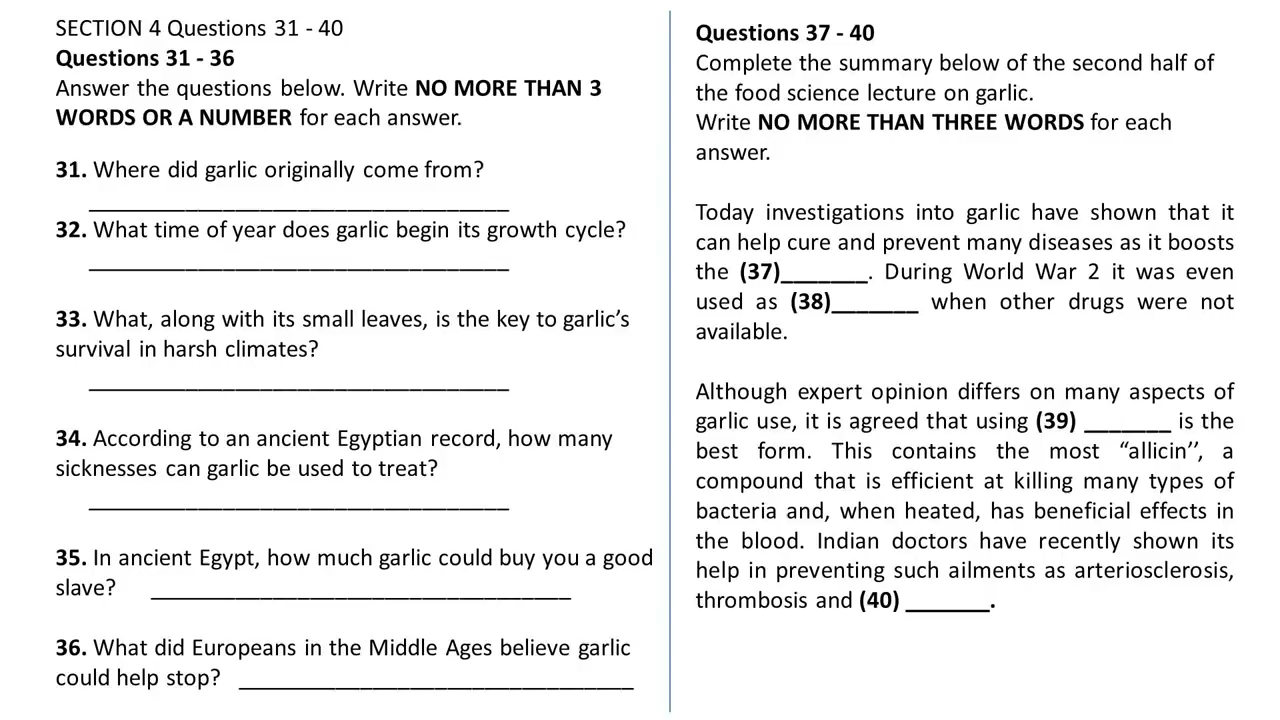 SECTION 4 Questions 31 - 40
Questions 31 - 36
Answer the questions below. Write NO MORE THAN 3
WORDS OR A NUMBER for each answer.
31. Where did garlic originally come from?
___________________________________
32. What time of year does garlic begin its growth cycle?
___________________________________
33. What, along with its small leaves, is the key to garlic’s
survival in harsh climates?
___________________________________
34. According to an ancient Egyptian record, how many
sicknesses can garlic be used to treat?
___________________________________
35. In ancient Egypt, how much garlic could buy you a good
slave? ___________________________________
36. What did Europeans in the Middle Ages believe garlic
could help stop? _________________________________
Questions 37 - 40
Complete the summary below of the second half of
the food science lecture on garlic.
Write NO MORE THAN THREE WORDS for each
answer.
Today investigations into garlic have shown that it
can help cure and prevent many diseases as it boosts
the (37)_______. During World War 2 it was even
used as (38)_______ when other drugs were not
available.
Although expert opinion differs on many aspects of
garlic use, it is agreed that using (39) _______ is the
best form. This contains the most “allicin’’, a
compound that is efficient at killing many types of
bacteria and, when heated, has beneficial effects in
the blood. Indian doctors have recently shown its
help in preventing such ailments as arteriosclerosis,
thrombosis and (40) _______.